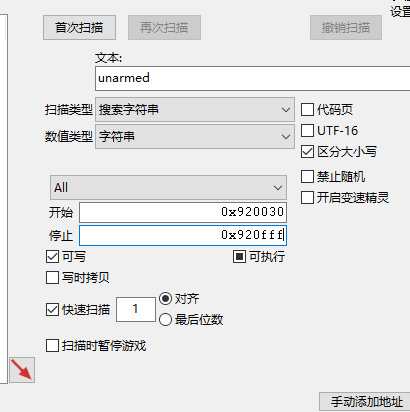 设置
首次扫描 再次扫描 撤销扫描
文本:
unarmed
扫描类型 搜索字符串 代码页
数值类型 字符串 UTF-16
区分大小写
All 禁止随机
开始 0x920030 开启变速精灵
停止 0x920fff
可写 可执行
写时拷贝
快速扫描 1 对齐
最后位数
扫描时暂停游戏
手动添加地址